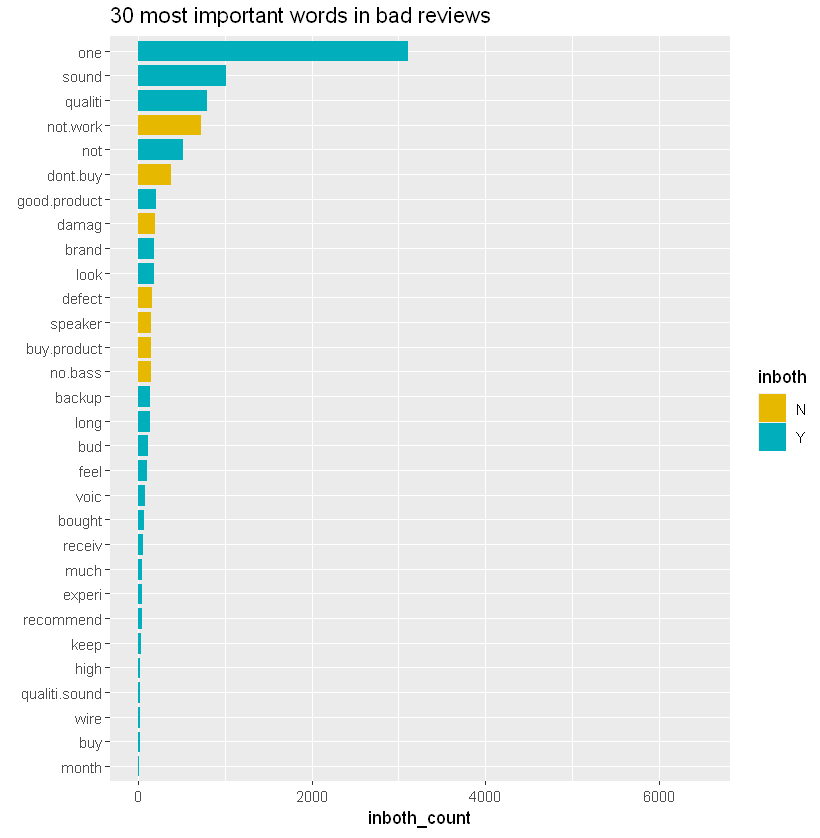 30 most important words in bad reviews
one
sound
qualiti
not.work
not
dont.buy
good.product
damag
brand
look
defect
speaker
buy.product
no.bass
backup
long
bud
feel
voic
bought
receiv
much
experi
recommend
keep
high
qualiti.sound
wire
buy
month
0 2000 4000 6000
inboth_count
inboth
N
Y